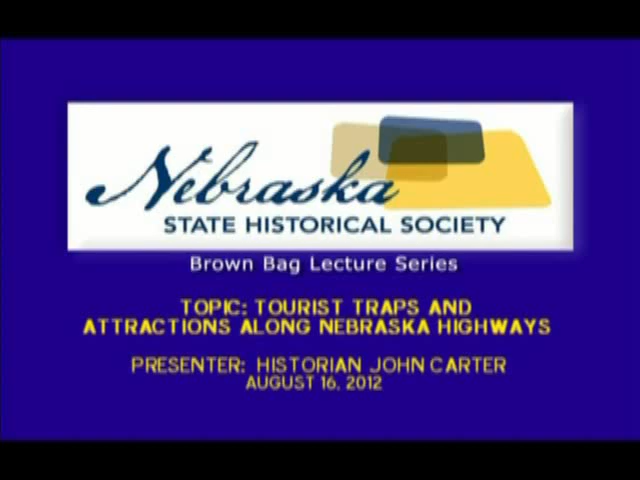 Nebraska
STATE HISTORICAL SOCIETY
Brown Bag Lecture Series
TOPIC: TOURIST TRAPS AND
ATTRACTIONS ALONG NEBRASKA HIGHWAYS
PRESENTER: HISTORIAN JOHN CARTER
AUGUST 16, 2012